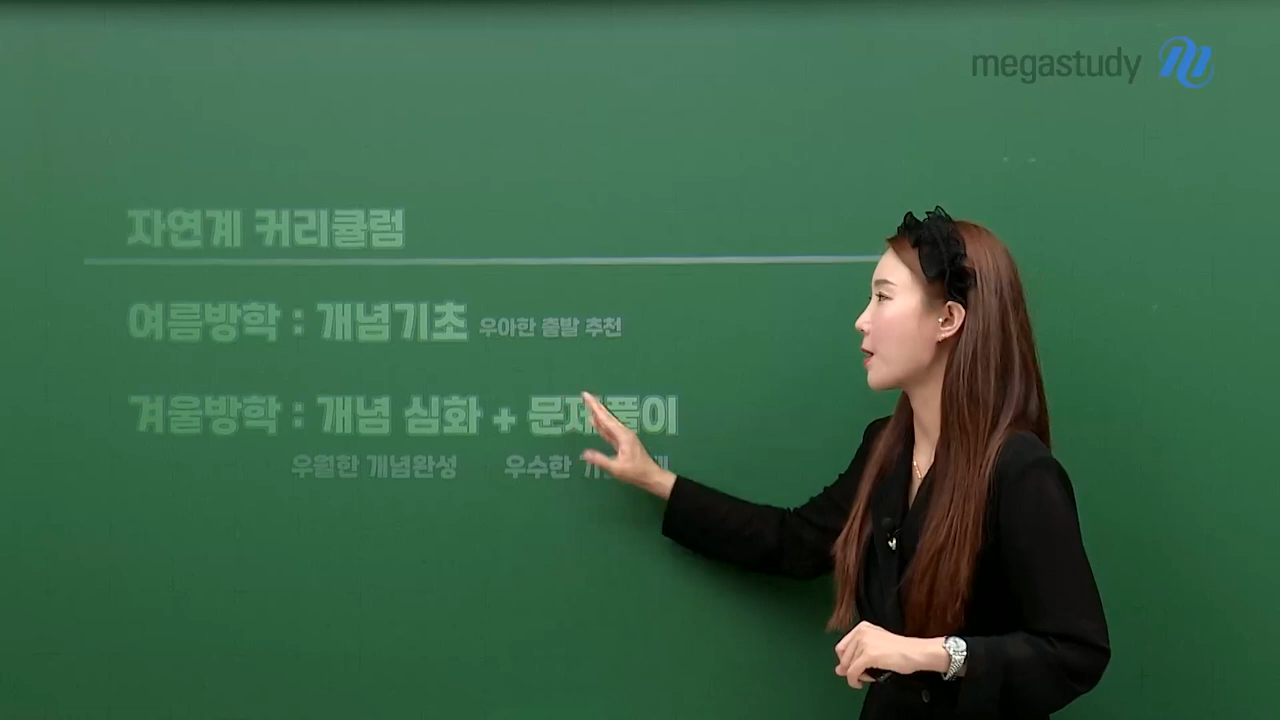 megastudy
자연계 커리큘럼
여름방학 : 개념기초 우아한 출발 추천
겨울방학 : 개념 심화 + 문제풀이
우월한 개념완성 우수한